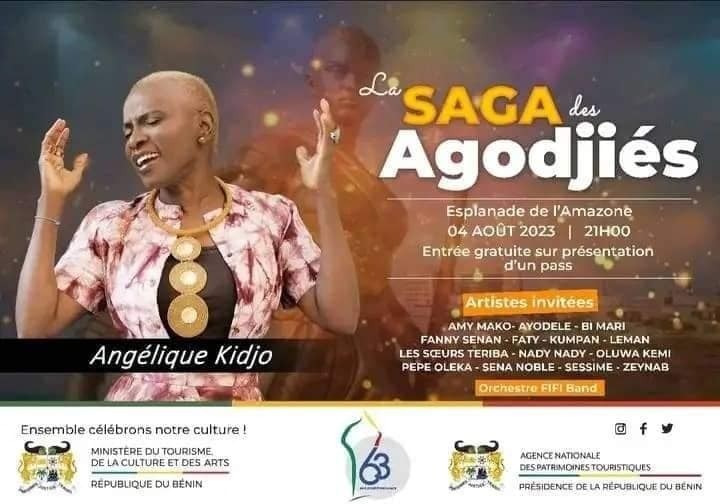 La SAGA des
Agodjiés
Esplanade de l'Amazone
04 AOÛT 2023 | 21H00
Entrée gratuite sur présentation
d'un pass
Artistes invitées
AMY MAKO- AYODELE - BI MARI
FANNY SENAN - FATY - KUMPAN - LEMAN
LES SŒURS TERIBA - NADY NADY - OLUWA KEMI
PEPE OLEKA - SENA NOBLE - SESSIME - ZEYNAB
Orchestre FIFI Band
Angélique Kidjo
Ensemble célébrons notre culture !
MINISTÈRE DU TOURISME,
DE LA CULTURE ET DES ARTS
RÉPUBLIQUE DU BÉNIN
63
AGENCE NATIONALE
DES PATRIMOINES TOURISTIQUES
PRÉSIDENCE DE LA RÉPUBLIQUE DU BÉNIN